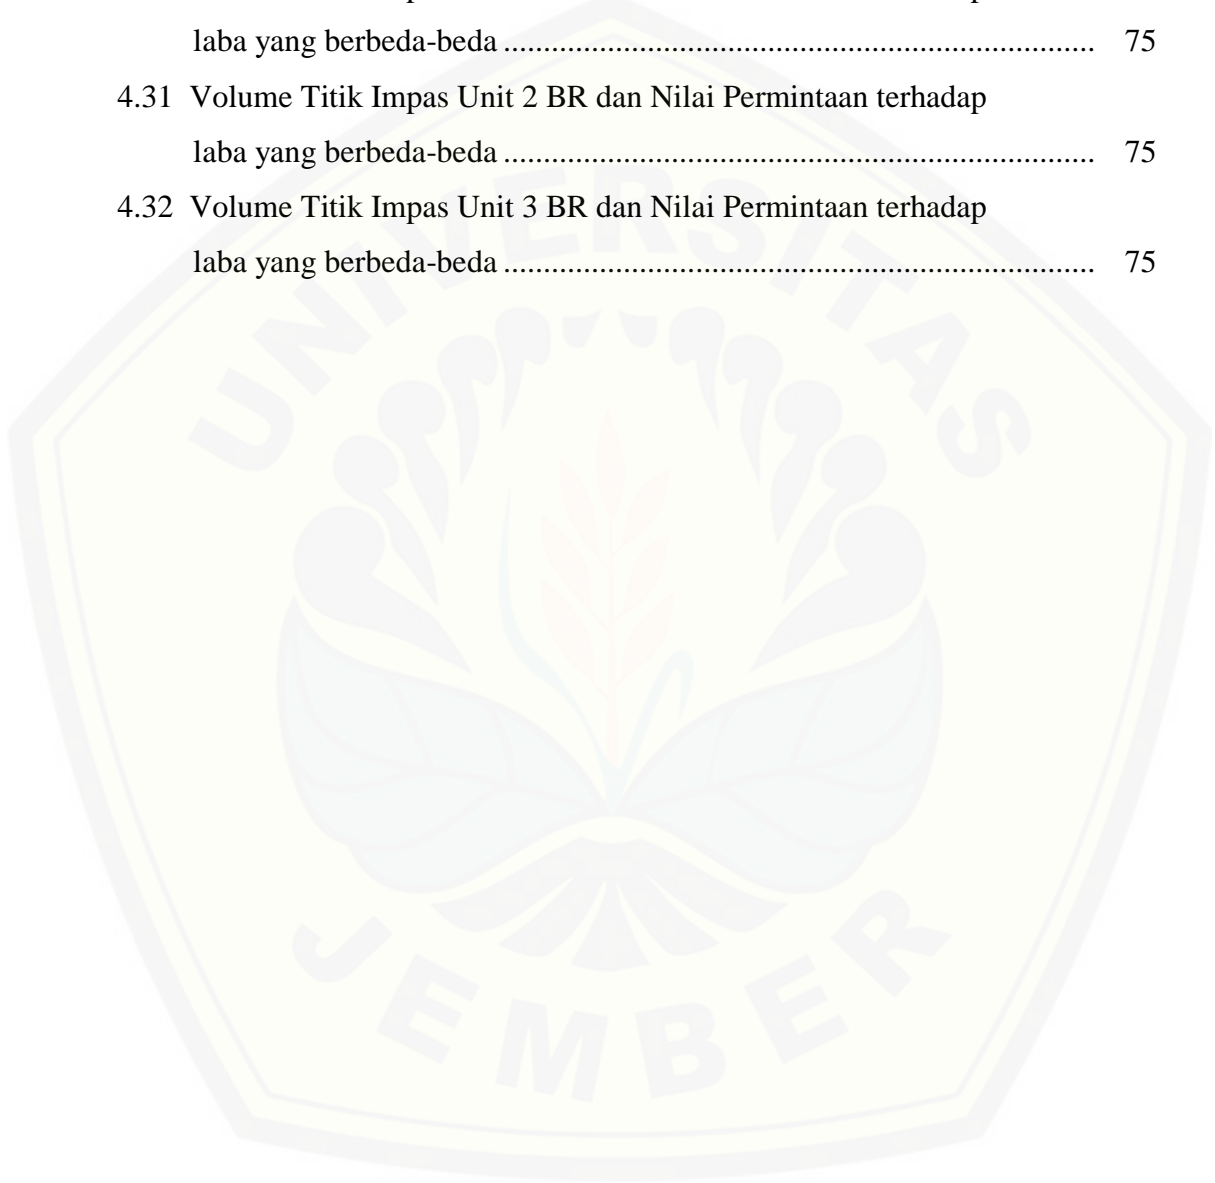 laba yang berbeda-beda ........................................................................... 75
4.31 Volume Titik Impas Unit 2 BR dan Nilai Permintaan terhadap
laba yang berbeda-beda ........................................................................... 75
4.32 Volume Titik Impas Unit 3 BR dan Nilai Permintaan terhadap
laba yang berbeda-beda ........................................................................... 75
UNIVERSITAS
JEMBER